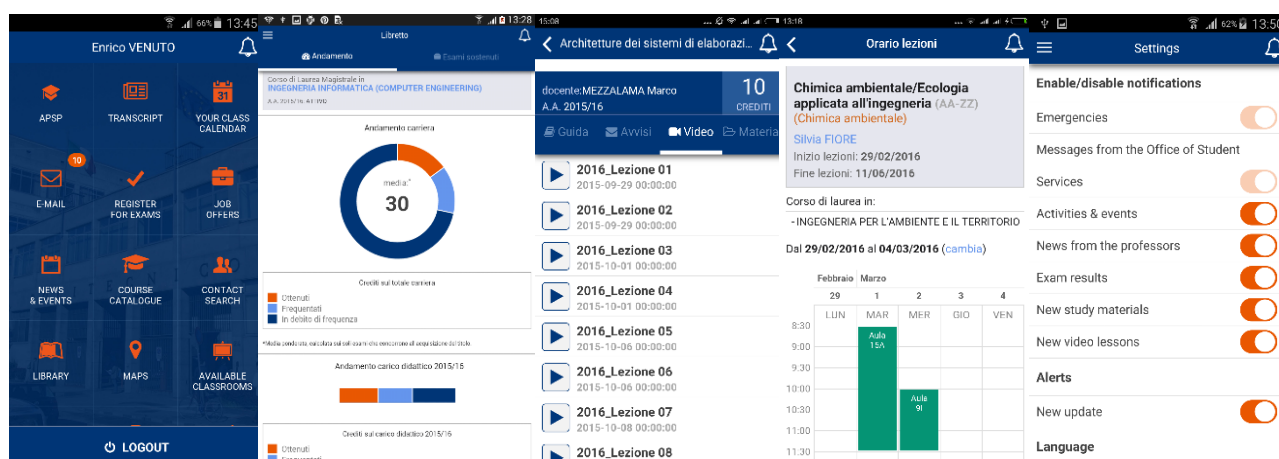 66% 13:45
Enrico VENUTO
31
APSP
TRANSCRIPT
YOUR CLASS
CALENDAR
10
E-MAIL
REGISTER
FOR EXAMS
JOB
OFFERS
NEWS
& EVENTS
COURSE
CATALOGUE
CONTACT
SEARCH
LIBRARY
MAPS
AVAILABLE
CLASSROOMS
LOGOUT
13:28
Libretto
Andamento
Esami sostenuti
Corso di Laurea Magistrale in
INGEGNERIA INFORMATICA (COMPUTER ENGINEERING)
A.A. 2015/16
Andamento carriera
media:*
30
Crediti sul totale carriera
Ottenuti
Frequentati
In debito di frequenza
Andamento carico didattico 2015/16
Crediti sul carico didattico 2015/16
Ottenuti
Frequentati
15:08
Architetture dei sistemi di elaborazi...
docente:MEZZALAMA Marco
A.A. 2015/16
10
CREDITI
Guida Avvisi Video Materia
2016_Lezione 01
2015-09-29 00:00:00
2016_Lezione 02
2015-09-29 00:00:00
2016_Lezione 03
2015-10-01 00:00:00
2016_Lezione 04
2015-10-01 00:00:00
2016_Lezione 05
2015-10-06 00:00:00
2016_Lezione 06
2015-10-06 00:00:00
2016_Lezione 07
2015-10-08 00:00:00
2016_Lezione 08
13:18
Orario lezioni
Chimica ambientale/Ecologia
applicata all'ingegneria (AA-ZZ)
(Chimica ambientale)
Silvia FIORE
Inizio lezioni: 29/02/2016
Fine lezioni: 11/06/2016
Corso di laurea in:
- INGEGNERIA PER L'AMBIENTE E IL TERRITORIO
Dal 29/02/2016 al 04/03/2016 (cambia)
Febbraio Marzo
29 1 2 3 4
LUN MAR MER GIO VEN
8:30
Aula
15A
9:00
9:30
10:00
Aula
9I
10:30
11:00
11:30
62% 13:50
Settings
Enable/disable notifications
Emergencies
Messages from the Office of Student
Services
Activities & events
News from the professors
Exam results
New study materials
New video lessons
Alerts
New update
Language